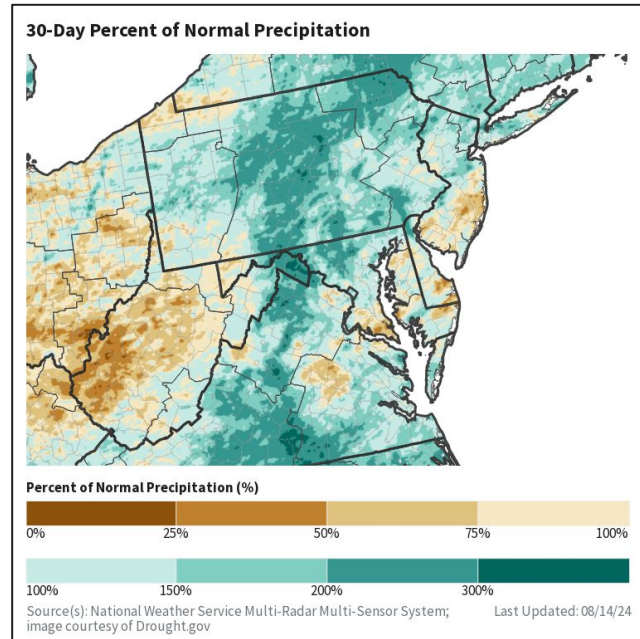 30-Day Percent of Normal Precipitation
Percent of Normal Precipitation (%)
0% 25% 50% 75% 100%
100% 150% 200% 300%
Source(s): National Weather Service Multi-Radar Multi-Sensor System; Last Updated: 08/14/24
image courtesy of Drought.gov